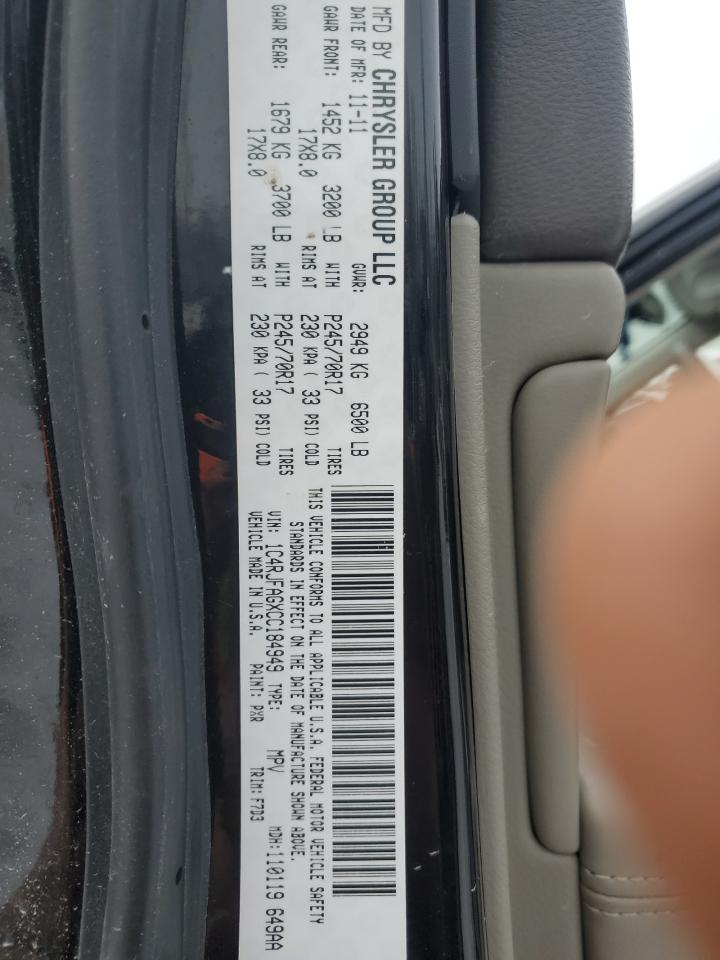 MFD BY CHRYSLER GROUP LLC
DATE OF MFR: 11-11 GVWR: 2949 KG 6500 LB
GAWR FRONT: 1452 KG 3200 LB WITH P245/70R17 TIRES
17X8.0 RIMS AT 230 KPA ( 33 PSI) COLD
GAWR REAR: 1679 KG 3700 LB WITH P245/70R17 TIRES
17X8.0 RIMS AT 230 KPA ( 33 PSI) COLD
THIS VEHICLE CONFORMS TO ALL APPLICABLE U.S.A. FEDERAL MOTOR VEHICLE SAFETY
STANDARDS IN EFFECT ON THE DATE OF MANUFACTURE SHOWN ABOVE.
VIN: 1C4RJFAGXCC184949 TYPE: MPV MDH:110119 649AA
VEHICLE MADE IN U.S.A. PAINT: PXR TRIM: F7D3